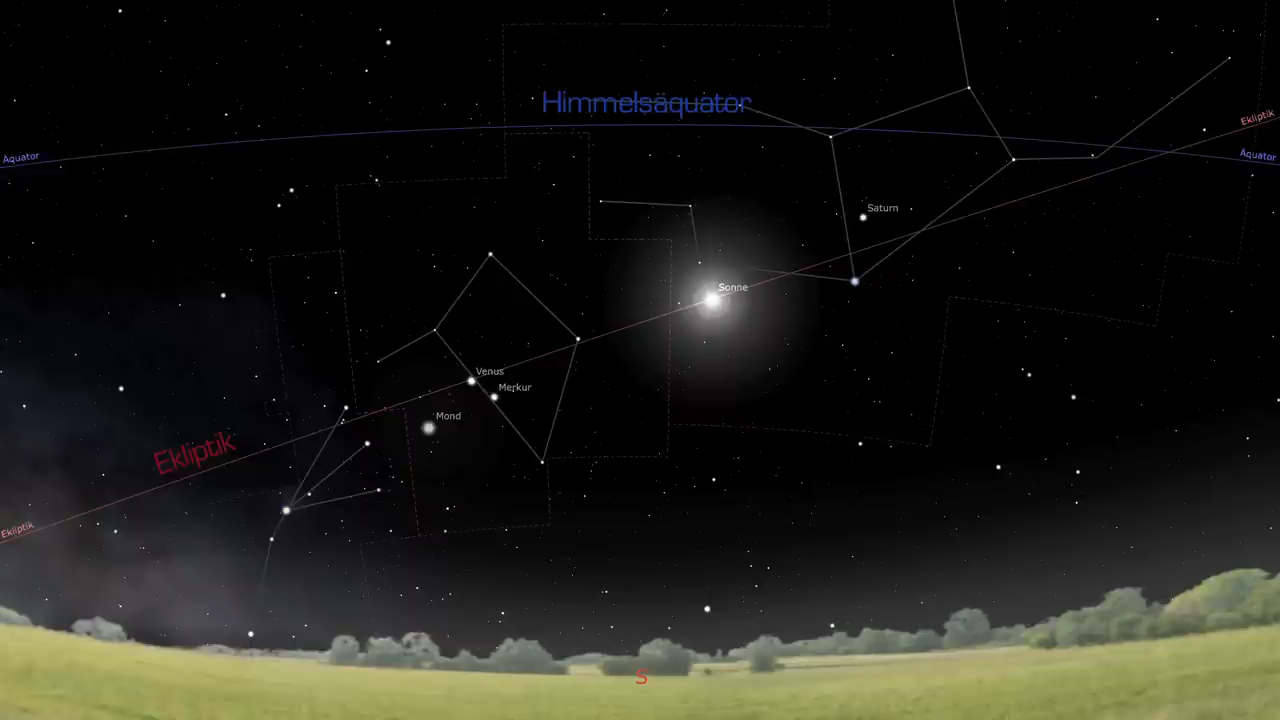 Himmelsäquator
Ekliptik
Äquator
Äquator
Saturn
Sonne
Venus
Merkur
Mond
Ekliptik
Ekliptik
S